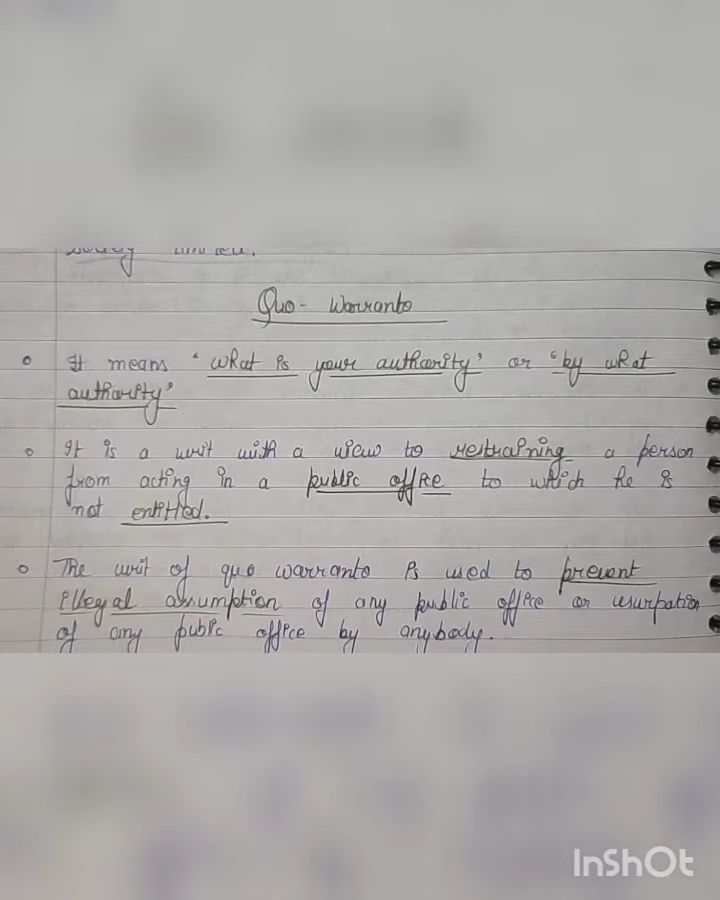 Quo- Warranto
It means 'what is your authority' or 'by what
authority'
It is a writ with a view to restraining a person
from acting in a public office to which he is
not entitled.
The writ of quo warranto is used to prevent
illegal assumption of any public office or usurpation
of any public office by anybody.
InShOt